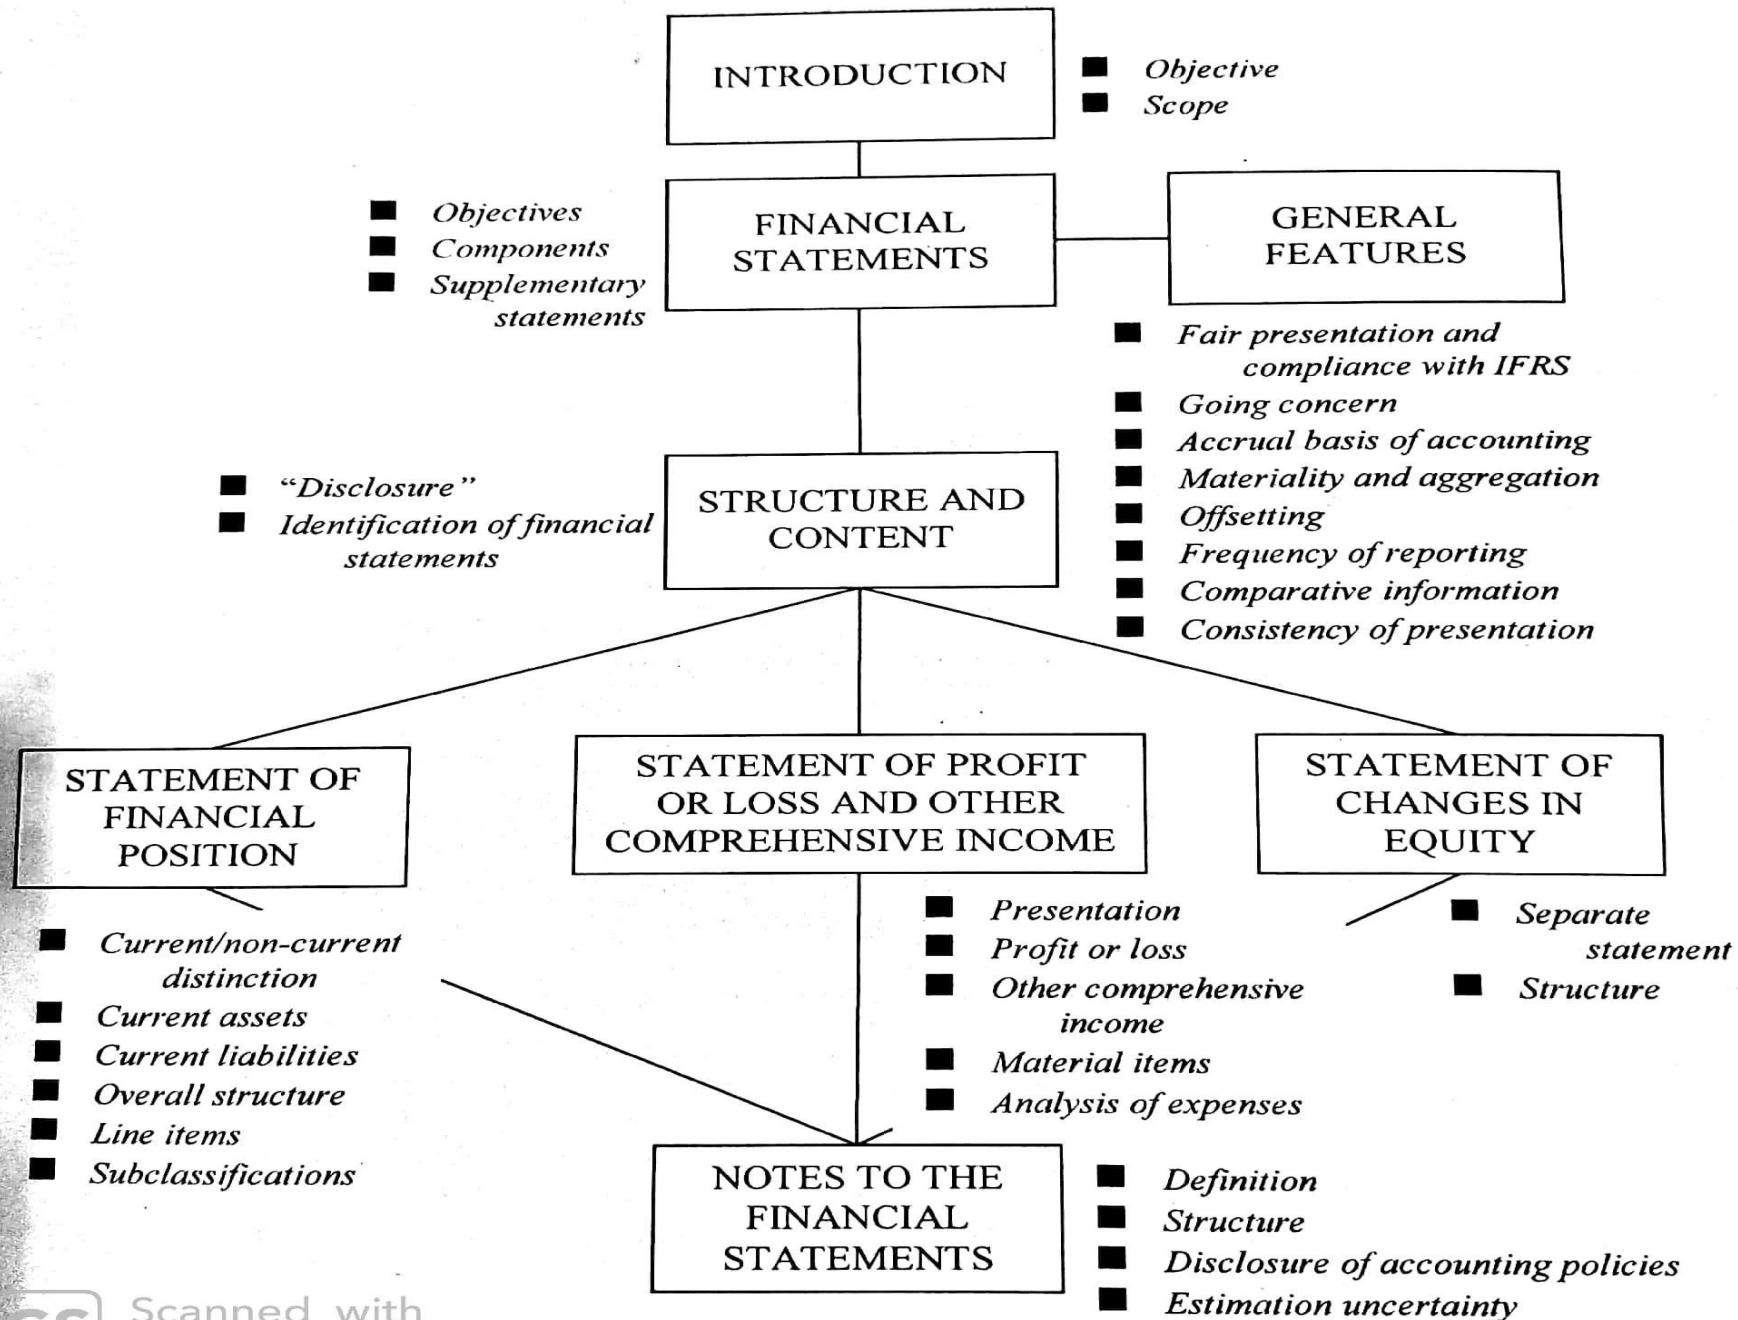 INTRODUCTION
■ Objective
■ Scope
■ Objectives
■ Components
■ Supplementary
statements
FINANCIAL
STATEMENTS
GENERAL
FEATURES
■ Fair presentation and
compliance with IFRS
■ Going concern
■ Accrual basis of accounting
■ Materiality and aggregation
■ Offsetting
■ Frequency of reporting
■ Comparative information
■ Consistency of presentation
■ “Disclosure”
■ Identification of financial
statements
STRUCTURE AND
CONTENT
STATEMENT OF
FINANCIAL
POSITION
STATEMENT OF PROFIT
OR LOSS AND OTHER
COMPREHENSIVE INCOME
STATEMENT OF
CHANGES IN
EQUITY
■ Current/non-current
distinction
■ Current assets
■ Current liabilities
■ Overall structure
■ Line items
■ Subclassifications
■ Presentation
■ Profit or loss
■ Other comprehensive
income
■ Material items
■ Analysis of expenses
■ Separate
statement
■ Structure
NOTES TO THE
FINANCIAL
STATEMENTS
■ Definition
■ Structure
■ Disclosure of accounting policies
■ Estimation uncertainty
CS Scanned with